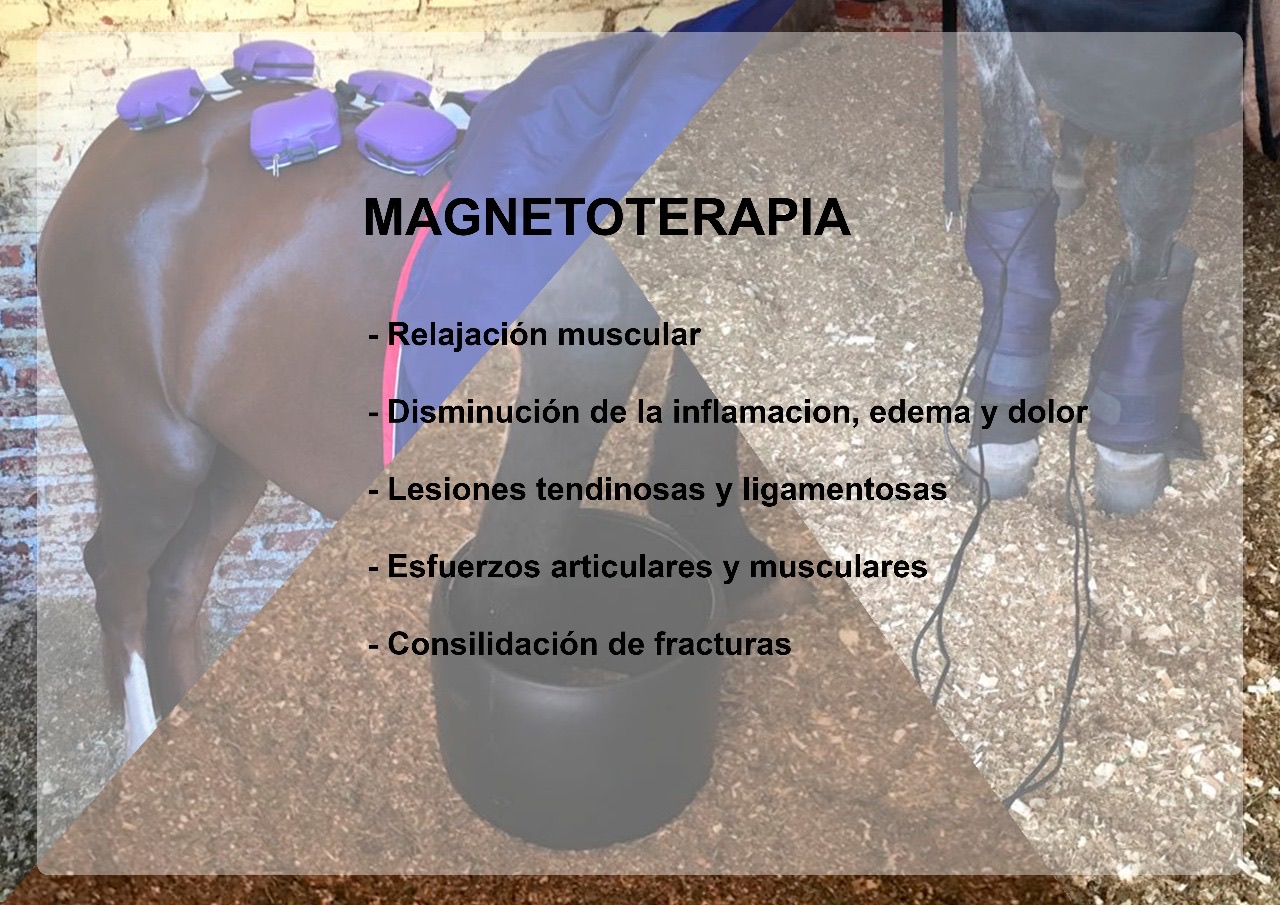 MAGNETOTERAPIA
- Relajación muscular
- Disminución de la inflamacion, edema y dolor
- Lesiones tendinosas y ligamentosas
- Esfuerzos articulares y musculares
- Consilidación de fracturas